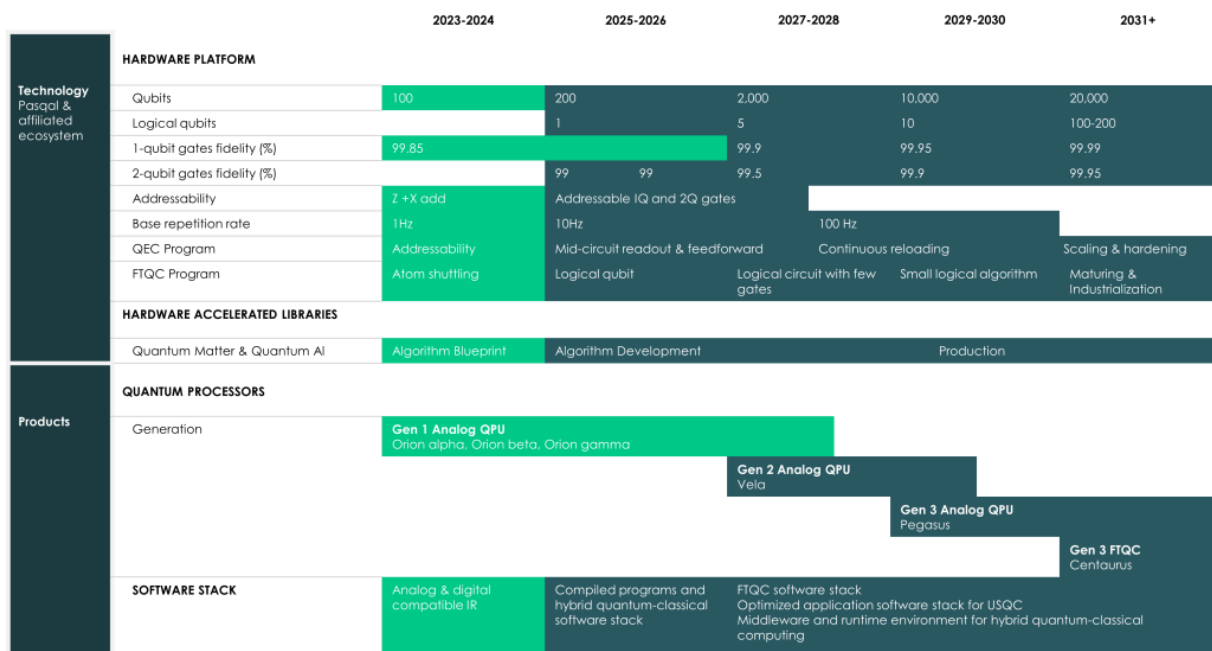 2023-2024 2025-2026 2027-2028 2029-2030 2031+
HARDWARE PLATFORM
Technology
Pasqal &
affiliated
ecosystem
Qubits 100 200 2,000 10,000 20,000
Logical qubits 1 5 10 100-200
1-qubit gates fidelity (%) 99.85 99.9 99.95 99.99
2-qubit gates fidelity (%) 99 99 99.5 99.9 99.95
Addressability Z +X add Addressable IQ and 2Q gates
Base repetition rate 1Hz 10Hz 100 Hz
QEC Program Addressability Mid-circuit readout & feedforward Continuous reloading Scaling & hardening
FTQC Program Atom shuttling Logical qubit Logical circuit with few Small logical algorithm Maturing &
gates Industrialization
HARDWARE ACCELERATED LIBRARIES
Quantum Matter & Quantum AI Algorithm Blueprint Algorithm Development Production
QUANTUM PROCESSORS
Products
Generation Gen 1 Analog QPU
Orion alpha, Orion beta, Orion gamma
Gen 2 Analog QPU
Vela
Gen 3 Analog QPU
Pegasus
Gen 3 FTQC
Centaurus
SOFTWARE STACK Analog & digital Compiled programs and FTQC software stack
compatible IR hybrid quantum-classical Optimized application software stack for USQC
software stack Middleware and runtime environment for hybrid quantum-classical
computing